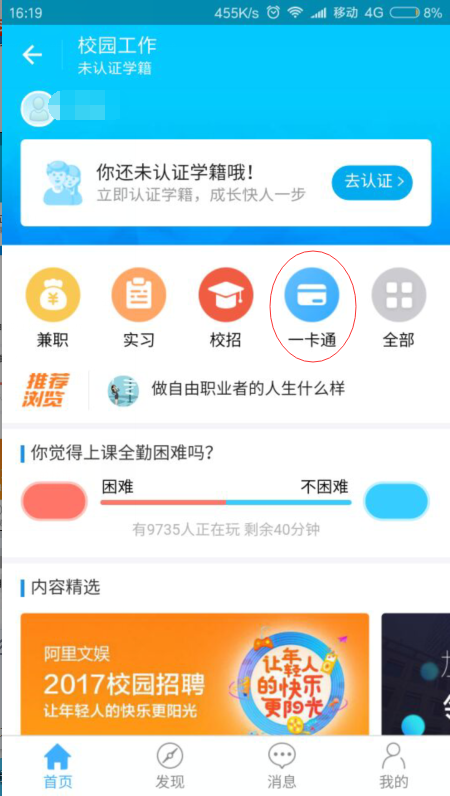 16:19 455K/s 移动 4G 8%
校园工作
未认证学籍
你还未认证学籍哦！
立即认证学籍，成长快人一步
去认证
兼职 实习 校招 一卡通 全部
推荐
浏览
做自由职业者的人生什么样
你觉得上课全勤困难吗？
困难 不困难
有9735人正在玩 剩余40分钟
内容精选
阿里文娱
2017校园招聘
让年轻人的快乐更阳光
让年轻人
的快乐
更阳光
首页 发现 消息 我的